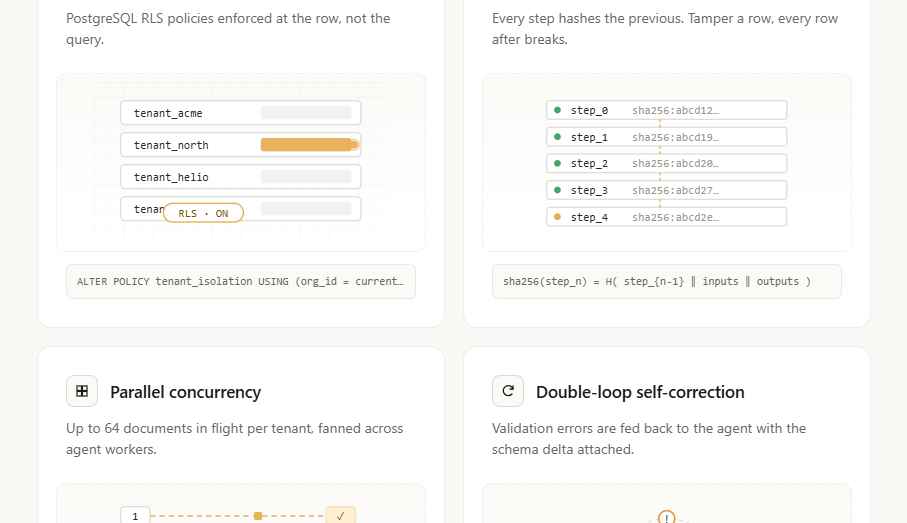 PostgreSQL RLS policies enforced at the row, not the
query.
tenant_acme
tenant_north
tenant_helio
tenan
RLS · ON
ALTER POLICY tenant_isolation USING (org_id = current…
Every step hashes the previous. Tamper a row, every row
after breaks.
step_0 sha256:abcd12…
step_1 sha256:abcd19…
step_2 sha256:abcd20…
step_3 sha256:abcd27…
step_4 sha256:abcd2e…
sha256(step_n) = H( step_{n-1} ‖ inputs ‖ outputs )
Parallel concurrency
Up to 64 documents in flight per tenant, fanned across
agent workers.
1 ✓
Double-loop self-correction
Validation errors are fed back to the agent with the
schema delta attached.
!